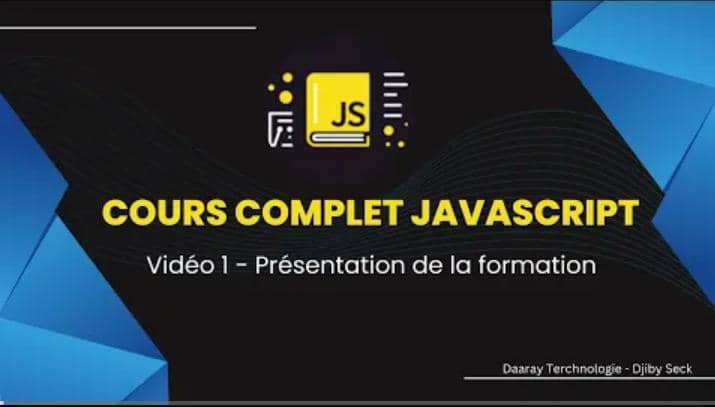 JS
COURS COMPLET JAVASCRIPT
Vidéo 1 - Présentation de la formation
Daaray Terchnologie - Djiby Seck